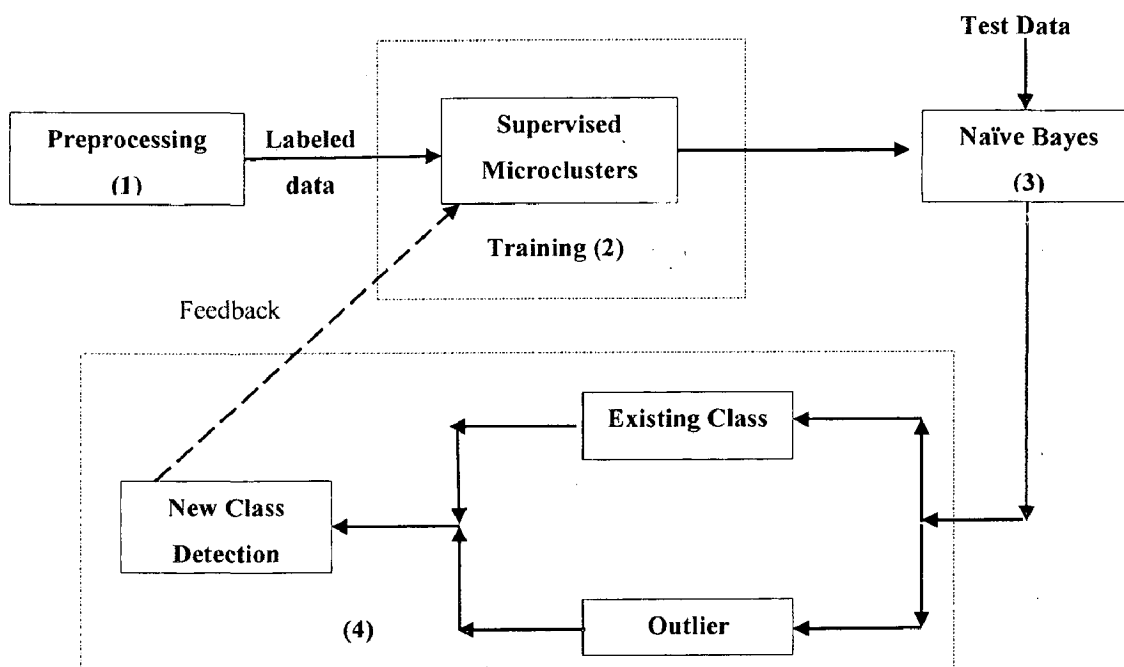 Test Data
Preprocessing
(1)
Labeled
data
Supervised
Microclusters
Training (2)
Naïve Bayes
(3)
Feedback
Existing Class
New Class
Detection
Outlier
(4)